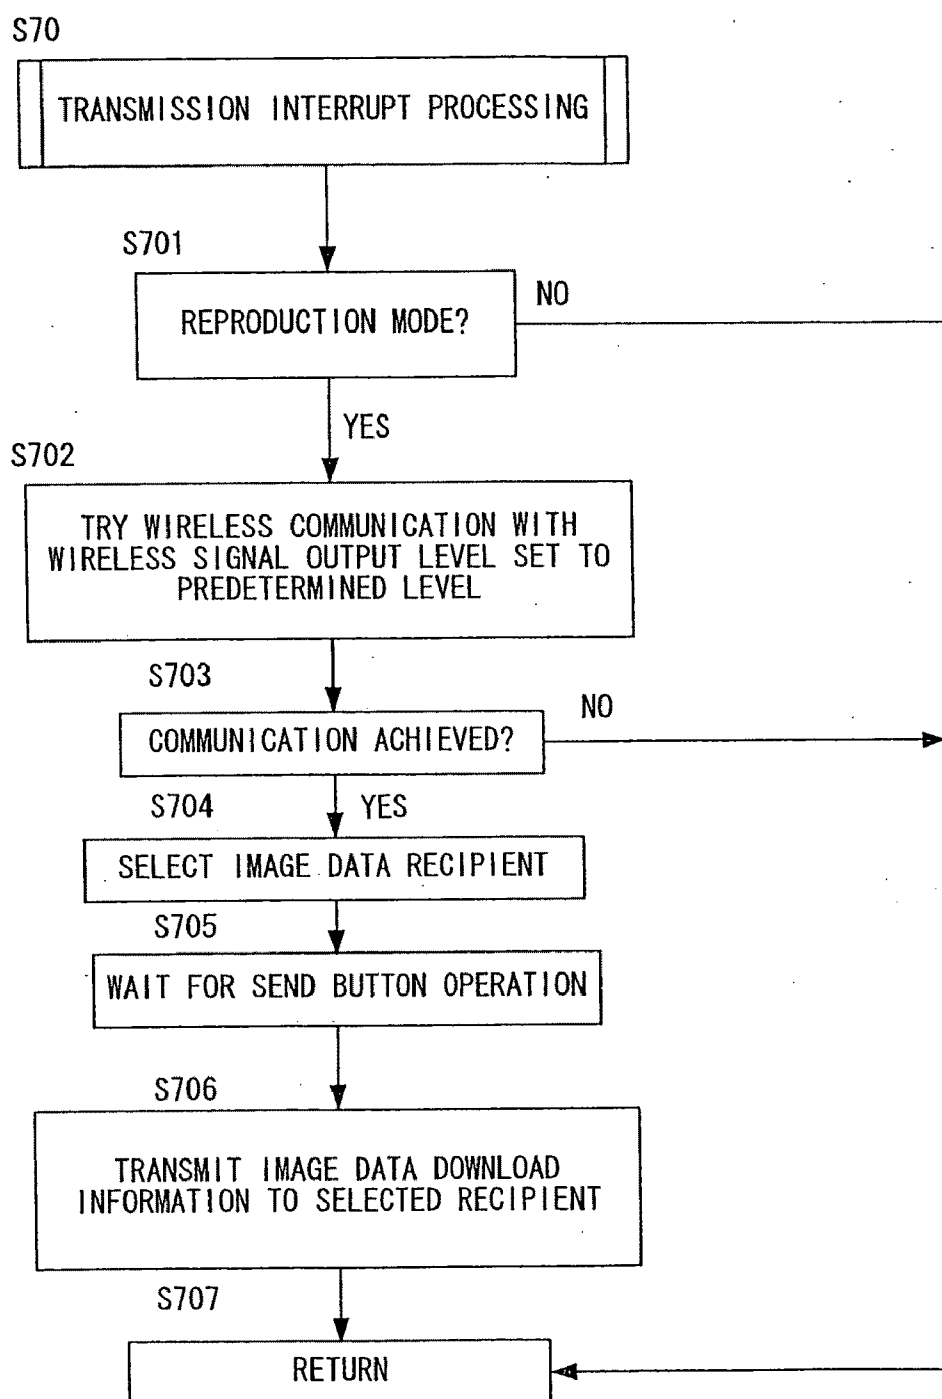 S70
TRANSMISSION INTERRUPT PROCESSING
S701
REPRODUCTION MODE?
NO
YES
S702
TRY WIRELESS COMMUNICATION WITH
WIRELESS SIGNAL OUTPUT LEVEL SET TO
PREDETERMINED LEVEL
S703
COMMUNICATION ACHIEVED?
NO
S704
YES
SELECT IMAGE DATA RECIPIENT
S705
WAIT FOR SEND BUTTON OPERATION
S706
TRANSMIT IMAGE DATA DOWNLOAD
INFORMATION TO SELECTED RECIPIENT
S707
RETURN